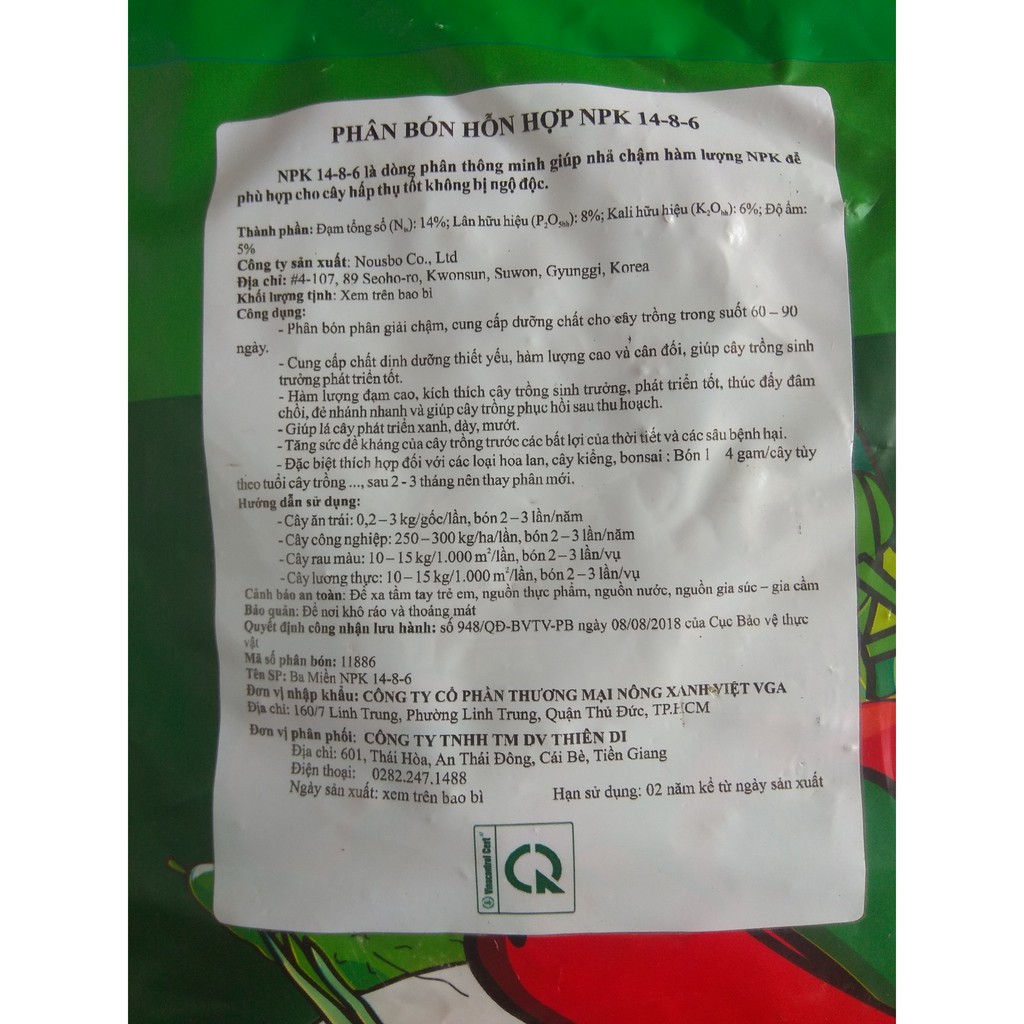 PHÂN BÓN HỖN HỢP NPK 14-8-6
NPK 14-8-6 là dòng phân thông minh giúp nhả chậm hàm lượng NPK để
phù hợp cho cây hấp thụ tốt không bị ngộ độc.
Thành phần: Đạm tổng số (Nts): 14%; Lân hữu hiệu (P2O5hh): 8%; Kali hữu hiệu (K2Ohh): 6%; Độ ẩm:
5%
Công ty sản xuất: Nousbo Co., Ltd
Địa chỉ: #4-107, 89 Seoho-ro, Kwonsun, Suwon, Gyunggi, Korea
Khối lượng tịnh: Xem trên bao bì
Công dụng:
- Phân bón phân giải chậm, cung cấp dưỡng chất cho cây trồng trong suốt 60 – 90
ngày.
- Cung cấp chất dinh dưỡng thiết yếu, hàm lượng cao và cân đối, giúp cây trồng sinh
trưởng phát triển tốt.
- Hàm lượng đạm cao, kích thích cây trồng sinh trưởng, phát triển tốt, thúc đẩy đâm
chồi, đẻ nhánh nhanh và giúp cây trồng phục hồi sau thu hoạch.
- Giúp lá cây phát triển xanh, dày, mướt.
- Tăng sức đề kháng của cây trồng trước các bất lợi của thời tiết và các sâu bệnh hại.
- Đặc biệt thích hợp đối với các loại hoa lan, cây kiểng, bonsai : Bón 1 4 gam/cây tùy
theo tuổi cây trồng ..., sau 2 - 3 tháng nên thay phân mới.
Hướng dẫn sử dụng:
- Cây ăn trái: 0,2 – 3 kg/gốc/lần, bón 2 – 3 lần/năm
- Cây công nghiệp: 250 – 300 kg/ha/lần, bón 2 – 3 lần/năm
- Cây rau màu: 10 – 15 kg/1.000 m²/lần, bón 2 – 3 lần/vụ
- Cây lương thực: 10 – 15 kg/1.000 m²/lần, bón 2 – 3 lần/vụ
Cảnh báo an toàn: Để xa tầm tay trẻ em, nguồn thực phẩm, nguồn nước, nguồn gia súc – gia cầm
Bảo quản: Để nơi khô ráo và thoáng mát
Quyết định công nhận lưu hành: số 948/QĐ-BVTV-PB ngày 08/08/2018 của Cục Bảo vệ thực
vật
Mã số phân bón: 11886
Tên SP: Ba Miền NPK 14-8-6
Đơn vị nhập khẩu: CÔNG TY CỔ PHẦN THƯƠNG MẠI NÔNG XANH VIỆT VGA
Địa chỉ: 160/7 Linh Trung, Phường Linh Trung, Quận Thủ Đức, TP.HCM
Đơn vị phân phối: CÔNG TY TNHH TM DV THIÊN DI
Địa chỉ: 601, Thái Hòa, An Thái Đông, Cái Bè, Tiền Giang
Điện thoại: 0282.247.1488
Ngày sản xuất: xem trên bao bì Hạn sử dụng: 02 năm kể từ ngày sản xuất
Vinacontrol Cert